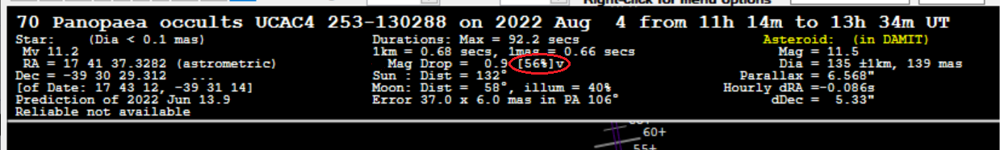 Right-click for menu options
70 Panopaea occults UCAC4 253-130288 on 2022 Aug 4 from 11h 14m to 13h 34m UT
Star: (Dia < 0.1 mas)
Mv 11.2
RA = 17 41 37.3282 (astrometric)
Dec = -39 30 29.312 ...
[of Date: 17 43 12, -39 31 14]
Prediction of 2022 Jun 13.9
Reliable not available
Durations: Max = 92.2 secs
1km = 0.68 secs, 1mas = 0.66 secs
Mag Drop = 0.9 [56%]v
Sun : Dist = 132°
Moon: Dist = 58°, illum = 40%
Error 37.0 x 6.0 mas in PA 106°
Asteroid: (in DAMIT)
Mag = 11.5
Dia = 135 ±1km, 139 mas
Parallax = 6.568"
Hourly dRA =-0.086s
dDec = 5.33"
60+
55+